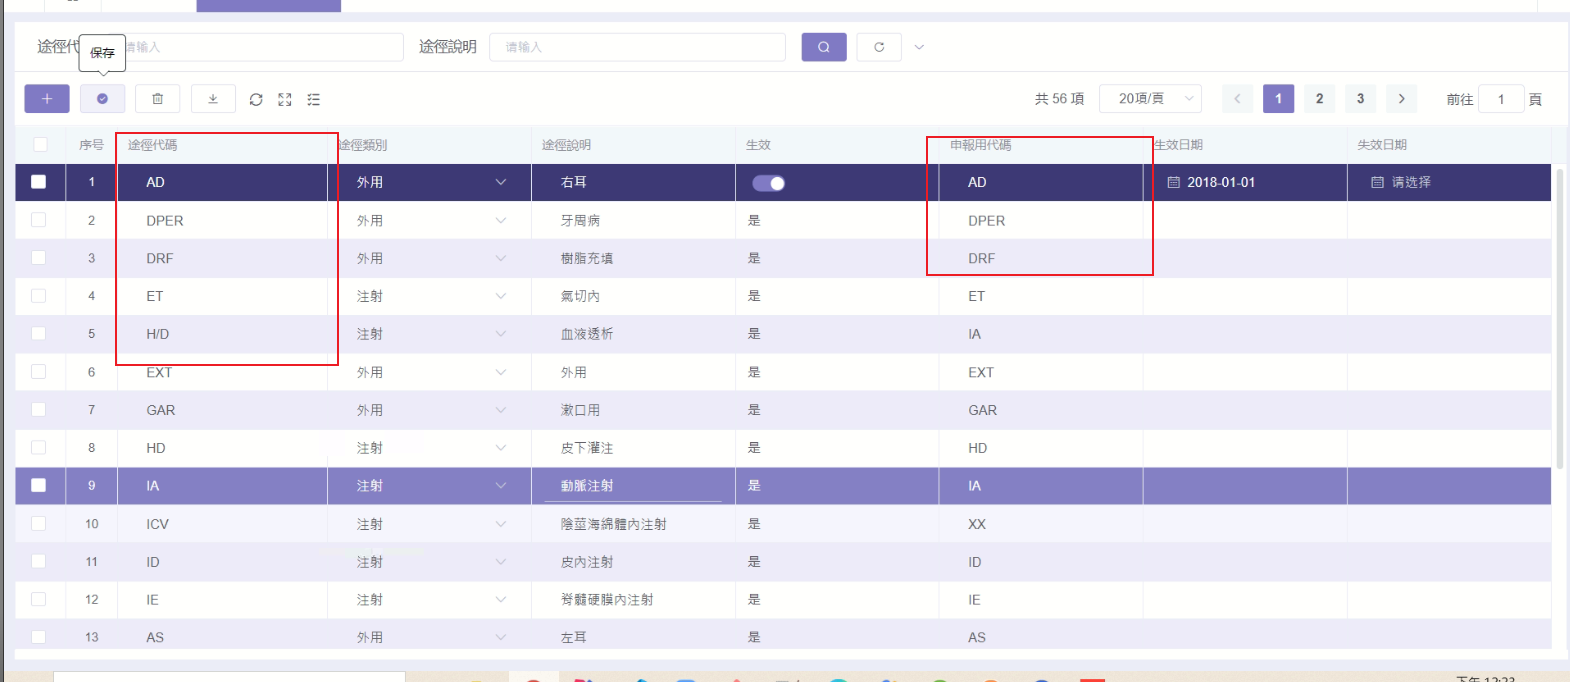 途徑代 请输入 途徑說明 请输入
保存
共 56 項 20項/頁 1 2 3 前往 1 頁
序号 途徑代碼 途徑類別 途徑說明 生效 申報用代碼 生效日期 失效日期
1 AD 外用 右耳 AD 2018-01-01 请选择
2 DPER 外用 牙周病 是 DPER
3 DRF 外用 樹脂充填 是 DRF
4 ET 注射 氣切內 是 ET
5 H/D 注射 血液透析 是 IA
6 EXT 外用 外用 是 EXT
7 GAR 外用 漱口用 是 GAR
8 HD 注射 皮下灌注 是 HD
9 IA 注射 動脈注射 是 IA
10 ICV 注射 陰莖海綿體內注射 是 XX
11 ID 注射 皮內注射 是 ID
12 IE 注射 脊髓硬膜內注射 是 IE
13 AS 外用 左耳 是 AS